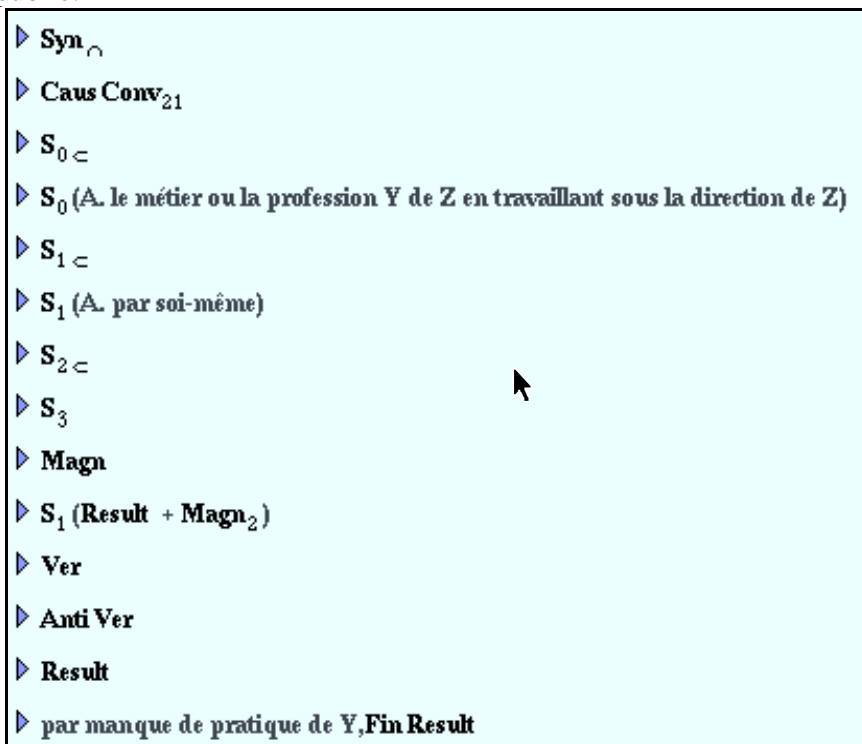 Syn∩
Caus Conv₂₁
S₀⊂
S₀ (A. le métier ou la profession Y de Z en travaillant sous la direction de Z)
S₁⊂
S₁ (A. par soi-même)
S₂⊂
S₃
Magn
S₁ (Result + Magn₂)
Ver
Anti Ver
Result
par manque de pratique de Y,Fin Result